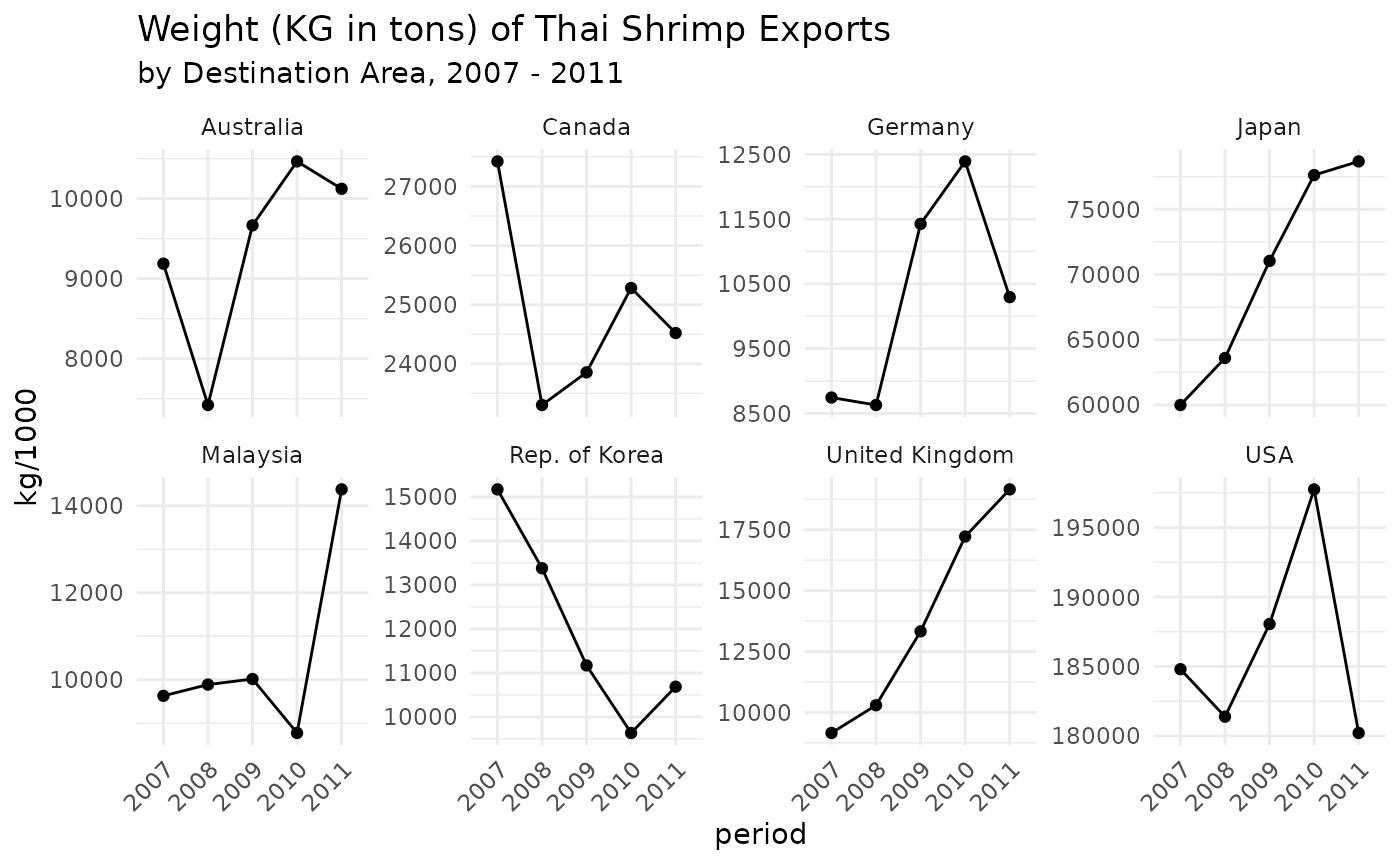 Weight (KG in tons) of Thai Shrimp Exports
by Destination Area, 2007 - 2011
kg/1000
Australia
10000
9000
8000
Canada
27000
26000
25000
24000
Germany
12500
11500
10500
9500
8500
Japan
75000
70000
65000
60000
Malaysia
14000
12000
10000
2007 2008 2009 2010 2011
Rep. of Korea
15000
14000
13000
12000
11000
10000
2007 2008 2009 2010 2011
United Kingdom
17500
15000
12500
10000
2007 2008 2009 2010 2011
USA
195000
190000
185000
180000
2007 2008 2009 2010 2011
period